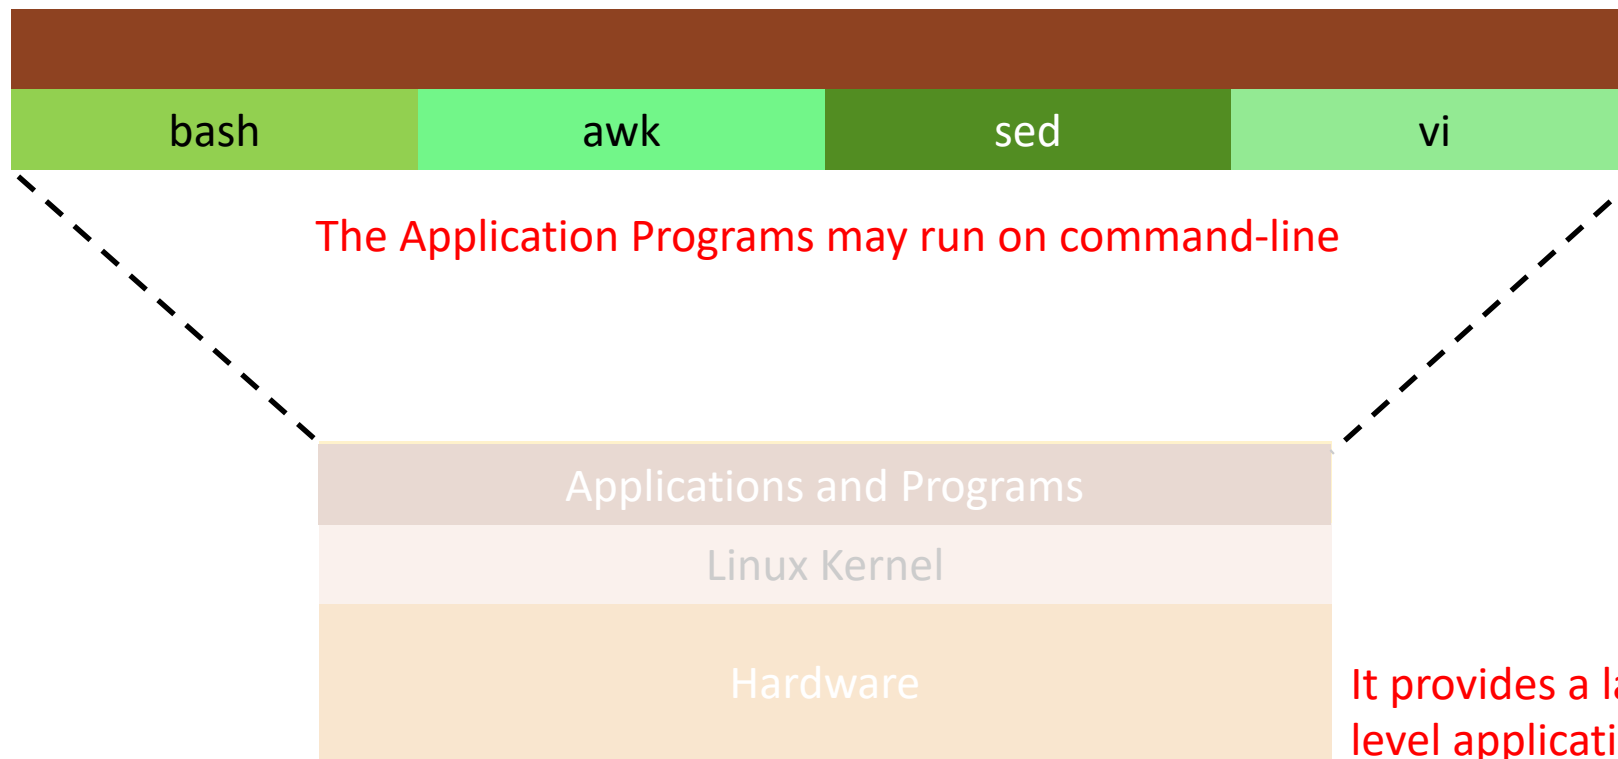 bash awk sed vi
The Application Programs may run on command-line
Applications and Programs
Linux Kernel
Hardware
It provides a
level